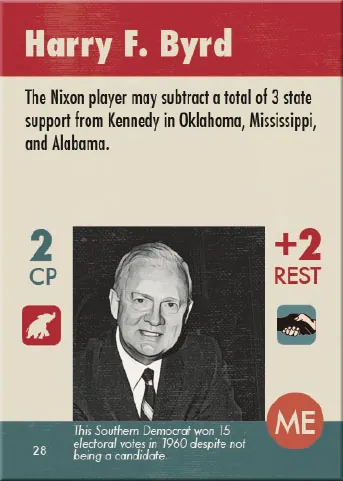 Harry F. Byrd
The Nixon player may subtract a total of 3 state
support from Kennedy in Oklahoma, Mississippi,
and Alabama.
2
CP
+2
REST
ME
This Southern Democrat won 15
electoral votes in 1960 despite not
being a candidate.
28